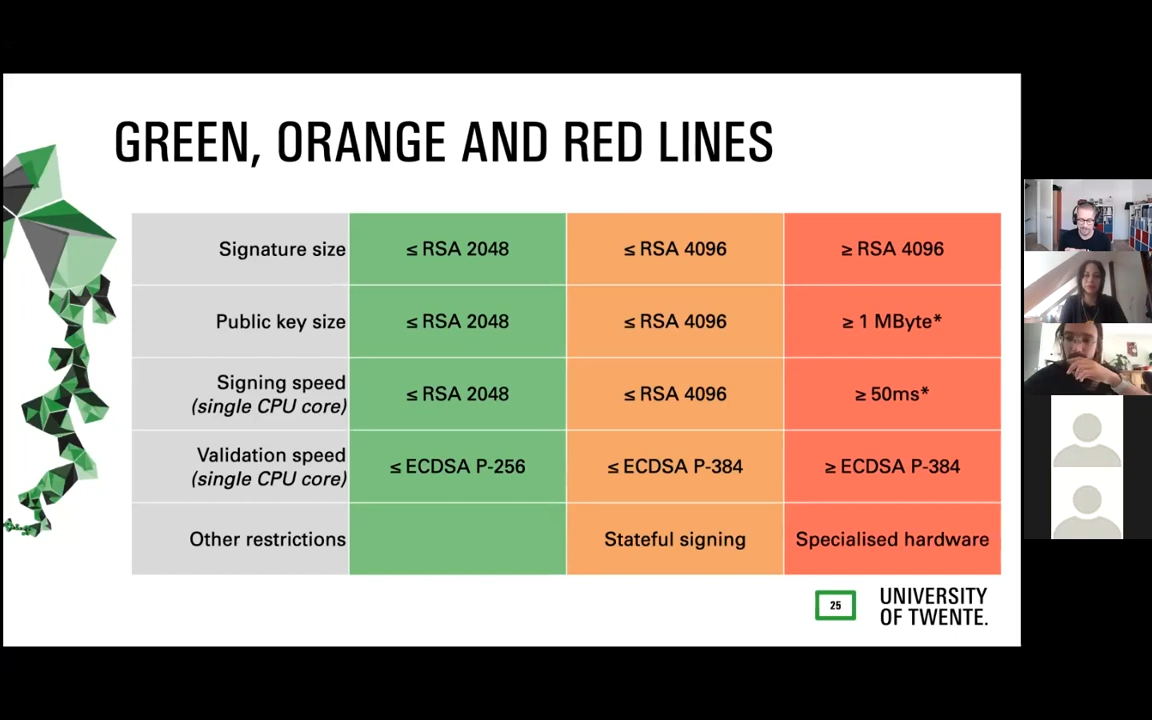 GREEN, ORANGE AND RED LINES
Signature size ≤ RSA 2048 ≤ RSA 4096 ≥ RSA 4096
Public key size ≤ RSA 2048 ≤ RSA 4096 ≥ 1 MByte*
Signing speed
(single CPU core) ≤ RSA 2048 ≤ RSA 4096 ≥ 50ms*
Validation speed
(single CPU core) ≤ ECDSA P-256 ≤ ECDSA P-384 ≥ ECDSA P-384
Other restrictions Stateful signing Specialised hardware
25
UNIVERSITY
OF TWENTE.